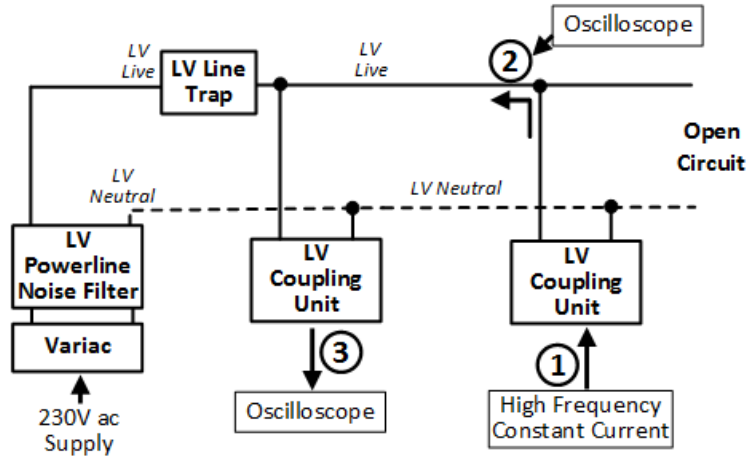 Oscilloscope
2
LV
Live
LV Line
Trap
LV
Live
Open
Circuit
LV
Neutral
LV Neutral
LV
Powerline
Noise Filter
LV
Coupling
Unit
LV
Coupling
Unit
Variac
3
1
230V ac
Supply
Oscilloscope
High Frequency
Constant Current